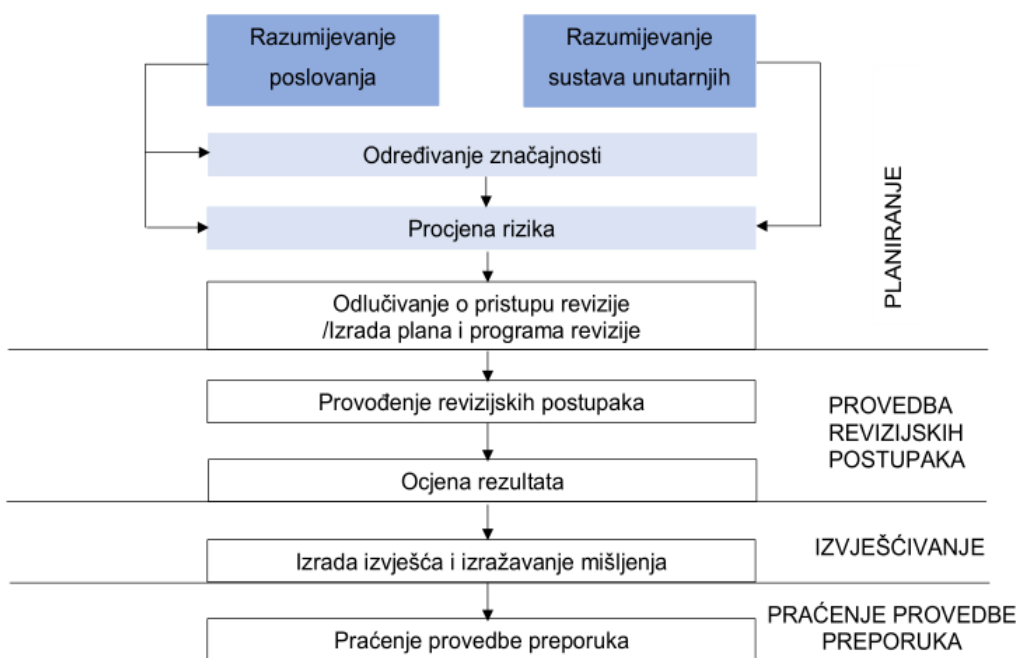 Razumijevanje
poslovanja
Razumijevanje
sustava unutarnjih
Određivanje značajnosti
Procjena rizika
Odlučivanje o pristupu revizije
/Izrada plana i programa revizije
PLANIRANJE
Provođenje revizijskih postupaka
Ocjena rezultata
PROVEDBA
REVIZIJSKIH
POSTUPAKA
Izrada izvješća i izražavanje mišljenja
IZVJEŠĆIVANJE
Praćenje provedbe preporuka
PRAĆENJE PROVEDBE
PREPORUKA